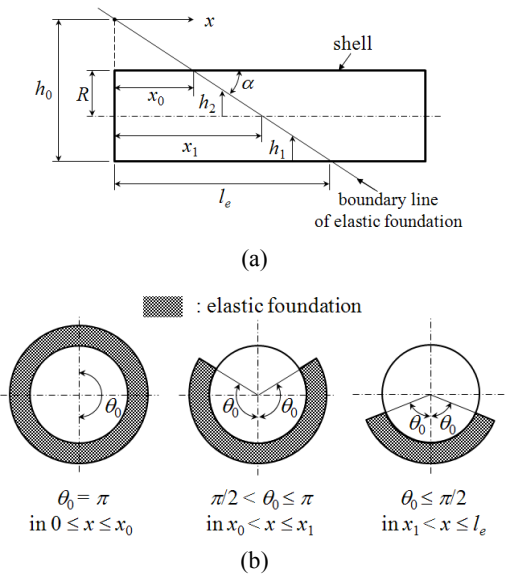 x
shell
h₀
R
x₀
α
h₂
x₁
h₁
lₑ
boundary line
of elastic foundation
(a)
: elastic foundation
θ₀
θ₀ θ₀
θ₀ θ₀
θ₀ = π
in 0 ≤ x ≤ x₀
π/2 < θ₀ ≤ π
in x₀ < x ≤ x₁
θ₀ ≤ π/2
in x₁ < x ≤ lₑ
(b)